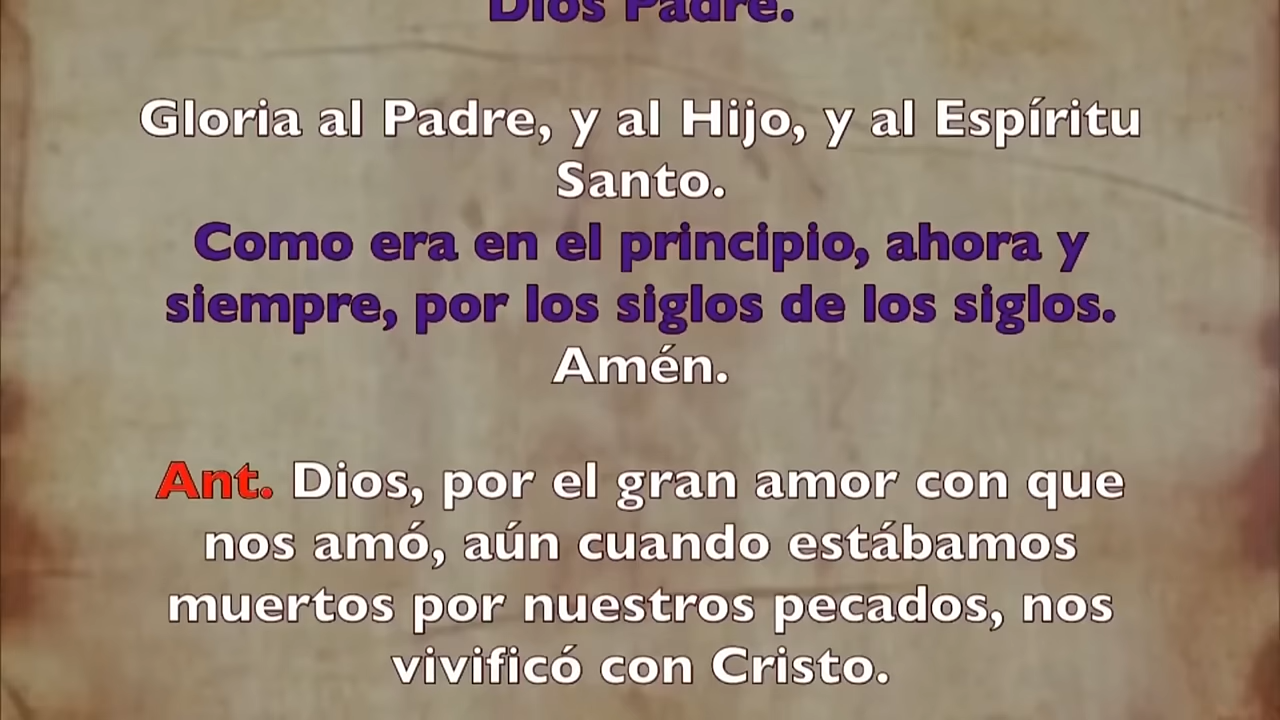 Dios Padre.
Gloria al Padre, y al Hijo, y al Espíritu
Santo.
Como era en el principio, ahora y
siempre, por los siglos de los siglos.
Amén.
Ant. Dios, por el gran amor con que
nos amó, aún cuando estábamos
muertos por nuestros pecados, nos
vivificó con Cristo.